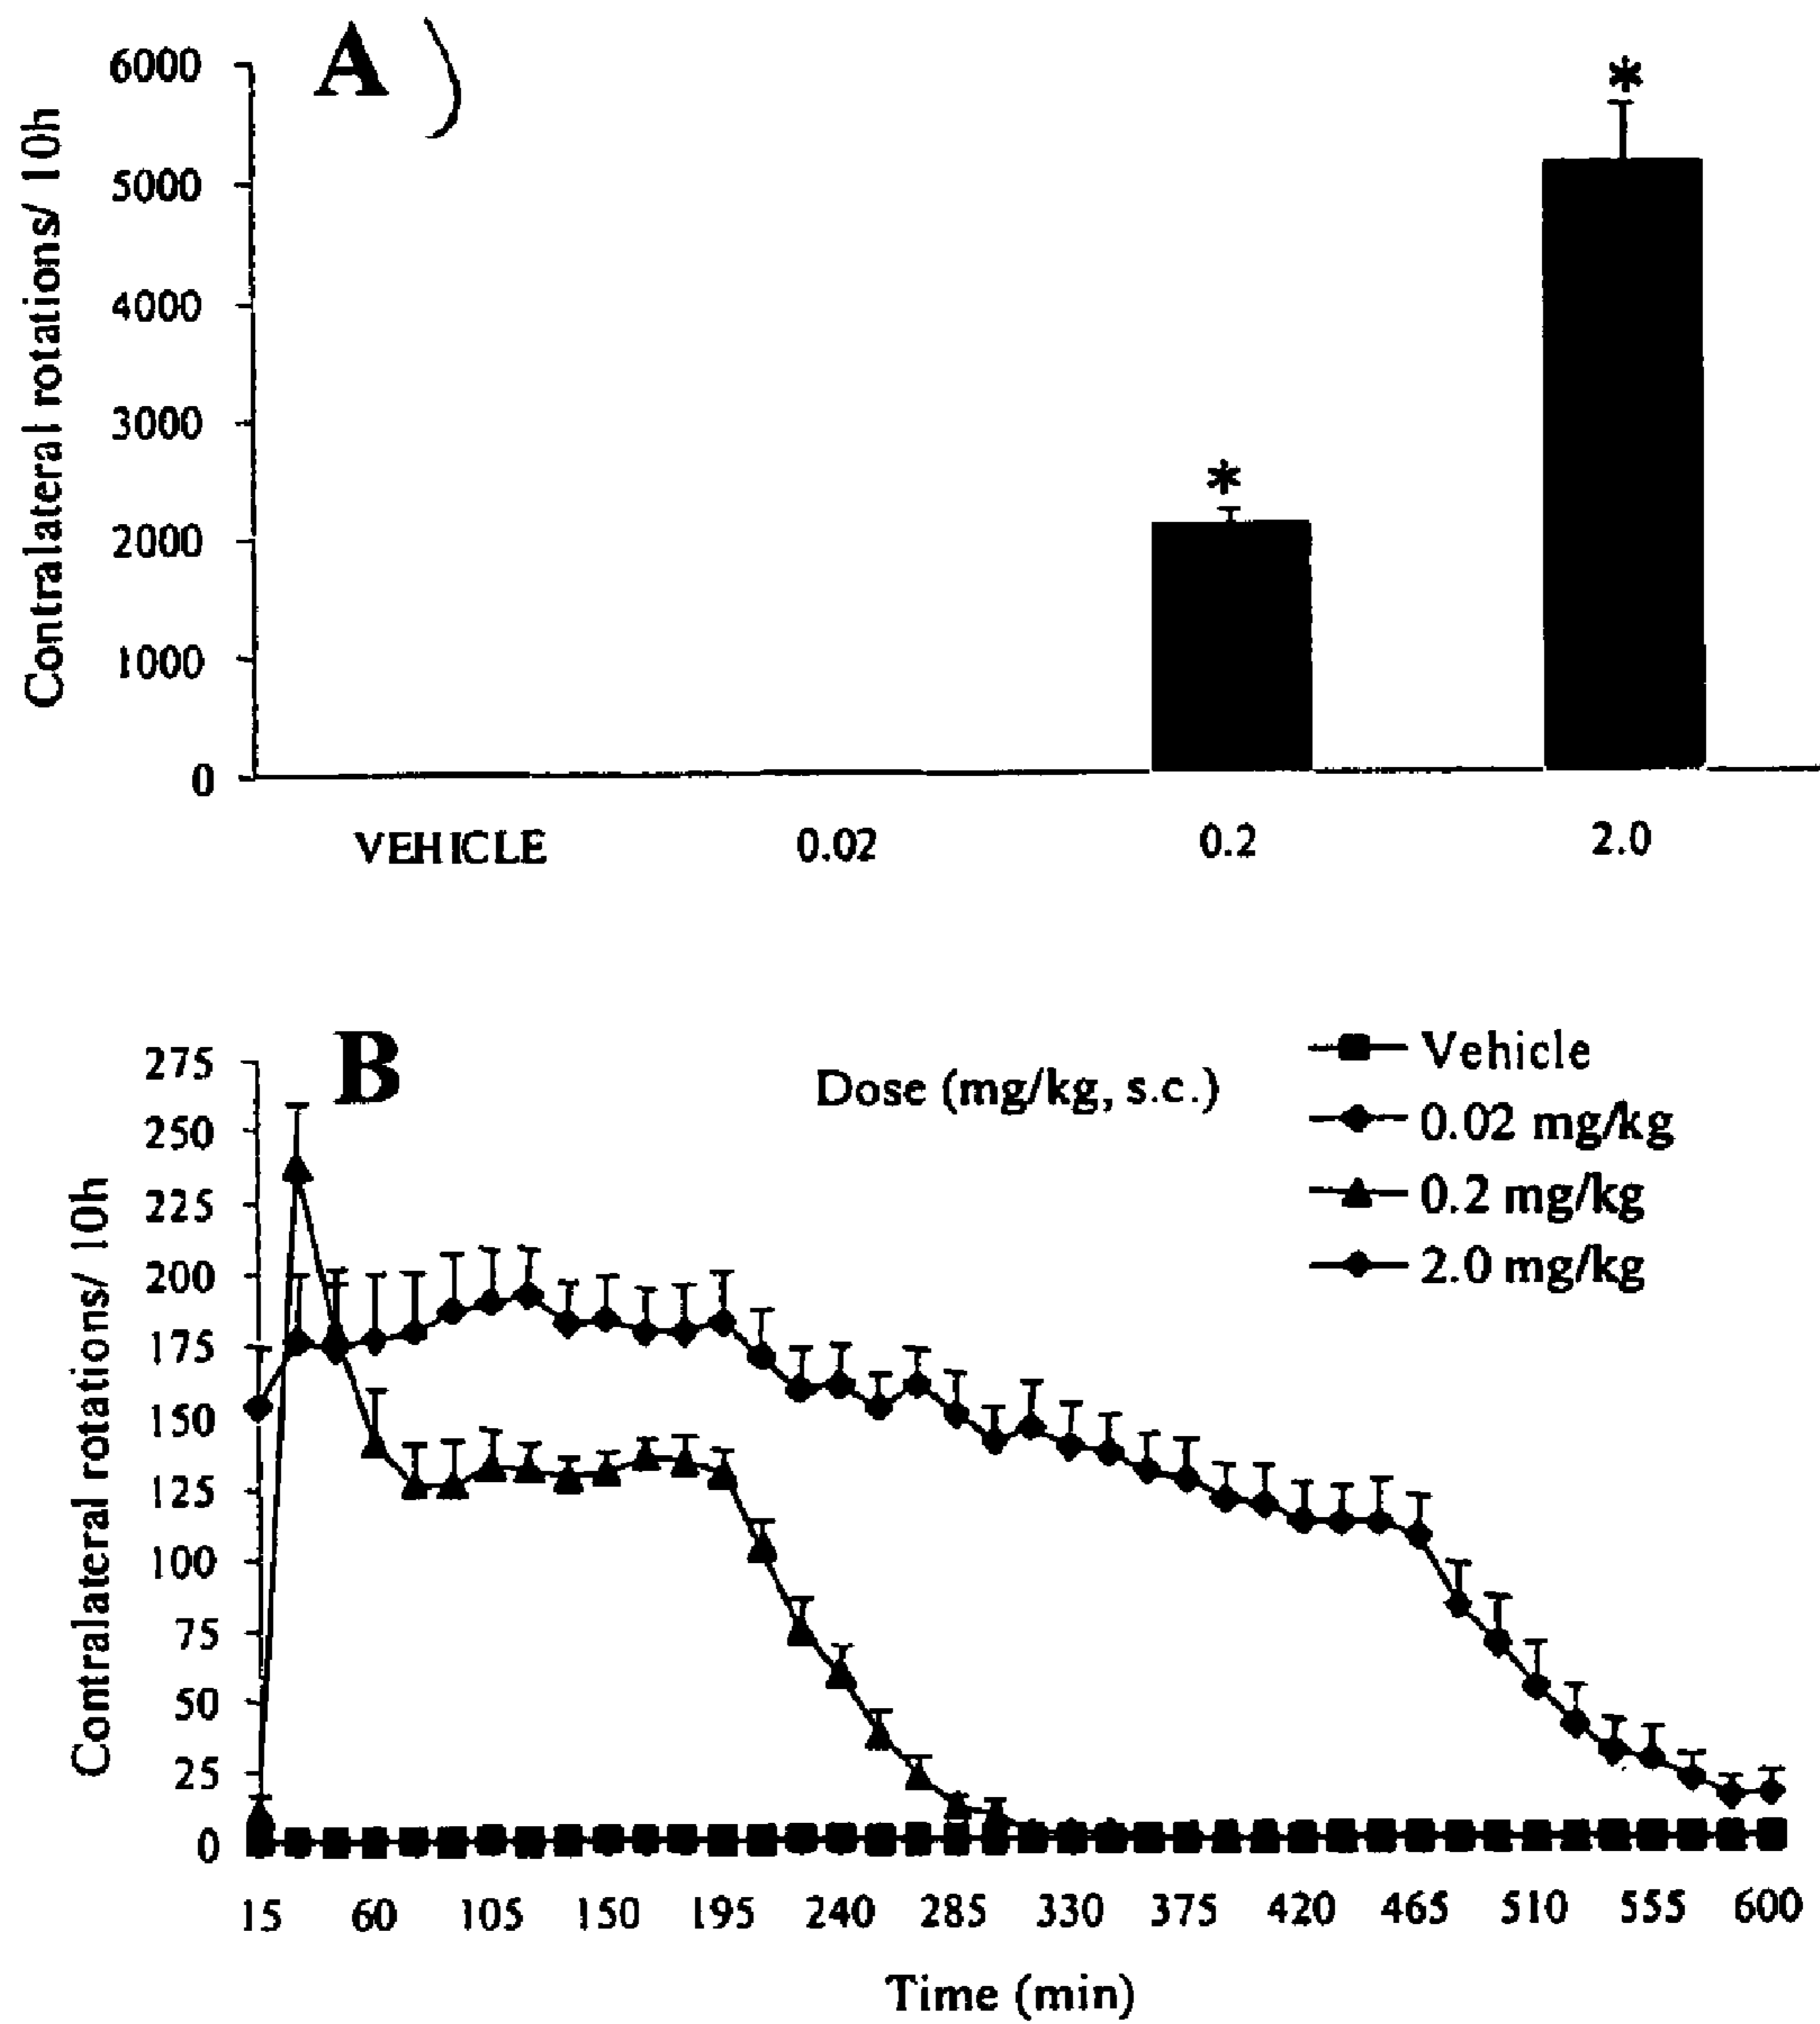 A )
6000
5000
4000
3000
2000
1000
0
Contralateral rotations/ 10h
*
*
VEHICLE 0.02 0.2 2.0
B
275
250
225
200
175
150
125
100
75
50
25
0
Contralateral rotations/ 10h
Dose (mg/kg, s.c.)
Vehicle
0.02 mg/kg
0.2 mg/kg
2.0 mg/kg
15 60 105 150 195 240 285 330 375 420 465 510 555 600
Time (min)